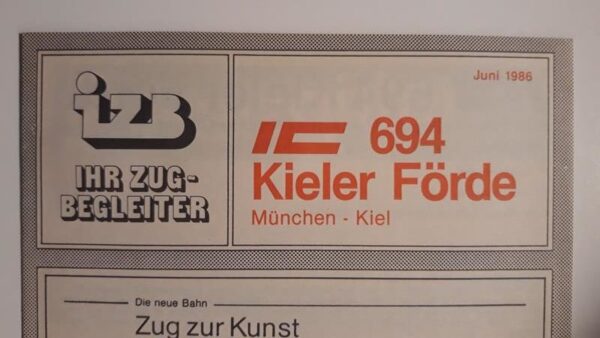 izB
IHR ZUG-
BEGLEITER
Juni 1986
IC 694
Kieler Förde
München - Kiel
Die neue Bahn
Zug zur Kunst